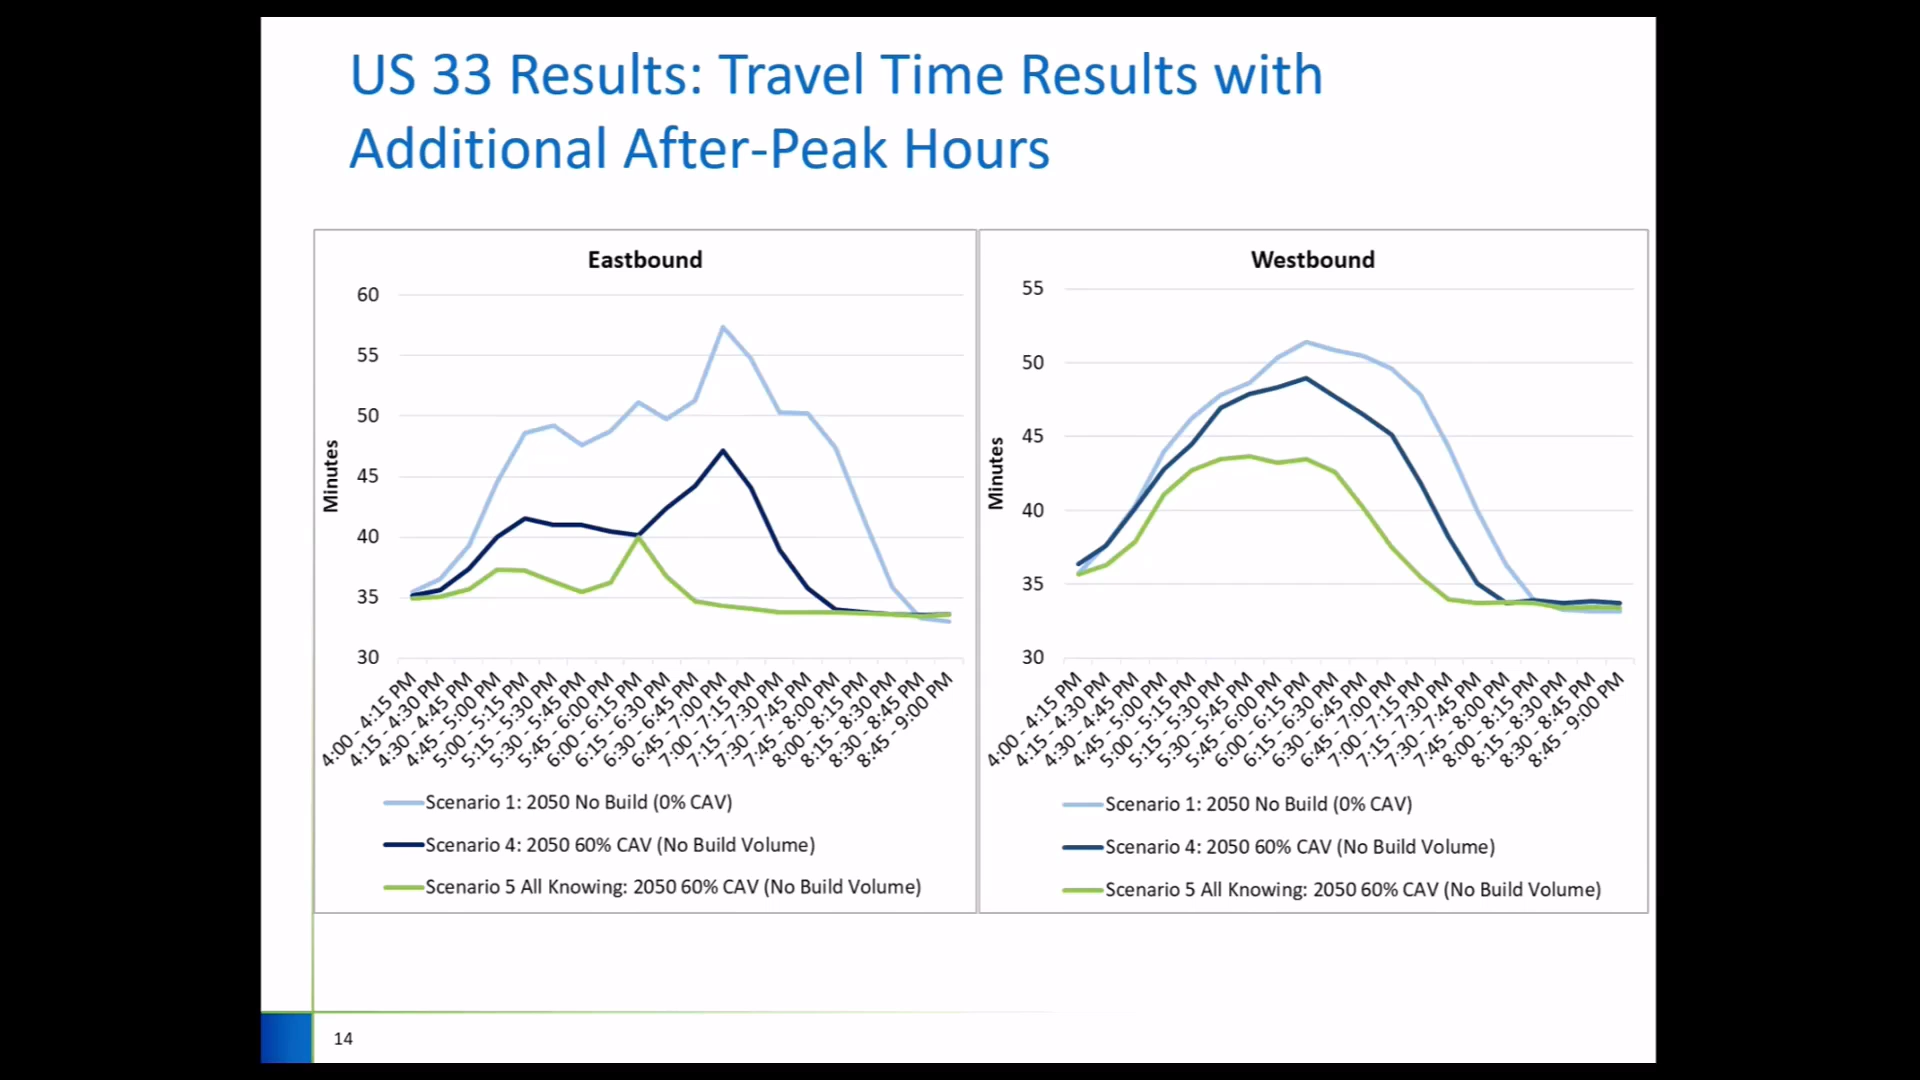 US 33 Results: Travel Time Results with
Additional After-Peak Hours
Eastbound
60
55
50
45
40
35
30
Minutes
4:00 - 4:15 PM
4:15 - 4:30 PM
4:30 - 4:45 PM
4:45 - 5:00 PM
5:00 - 5:15 PM
5:15 - 5:30 PM
5:30 - 5:45 PM
5:45 - 6:00 PM
6:00 - 6:15 PM
6:15 - 6:30 PM
6:30 - 6:45 PM
6:45 - 7:00 PM
7:00 - 7:15 PM
7:15 - 7:30 PM
7:30 - 7:45 PM
7:45 - 8:00 PM
8:00 - 8:15 PM
8:15 - 8:30 PM
8:30 - 8:45 PM
8:45 - 9:00 PM
Scenario 1: 2050 No Build (0% CAV)
Scenario 4: 2050 60% CAV (No Build Volume)
Scenario 5 All Knowing: 2050 60% CAV (No Build Volume)
Westbound
55
50
45
40
35
30
Minutes
4:00 - 4:15 PM
4:15 - 4:30 PM
4:30 - 4:45 PM
4:45 - 5:00 PM
5:00 - 5:15 PM
5:15 - 5:30 PM
5:30 - 5:45 PM
5:45 - 6:00 PM
6:00 - 6:15 PM
6:15 - 6:30 PM
6:30 - 6:45 PM
6:45 - 7:00 PM
7:00 - 7:15 PM
7:15 - 7:30 PM
7:30 - 7:45 PM
7:45 - 8:00 PM
8:00 - 8:15 PM
8:15 - 8:30 PM
8:30 - 8:45 PM
8:45 - 9:00 PM
Scenario 1: 2050 No Build (0% CAV)
Scenario 4: 2050 60% CAV (No Build Volume)
Scenario 5 All Knowing: 2050 60% CAV (No Build Volume)
14